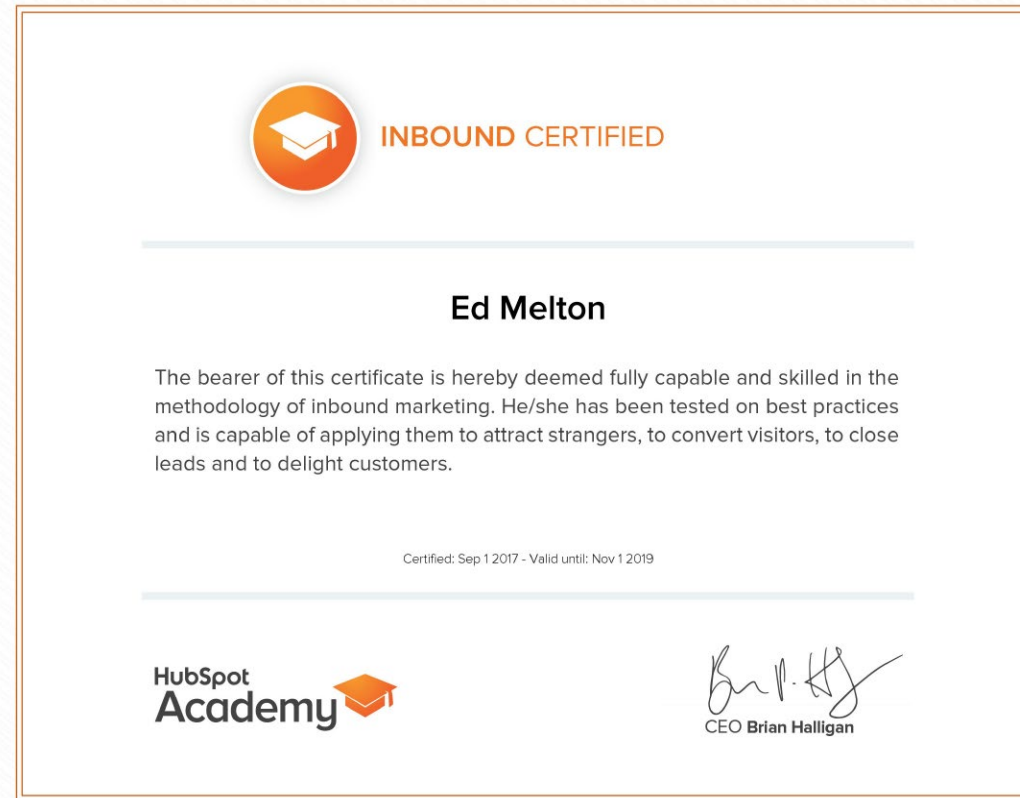 INBOUND CERTIFIED
Ed Melton
The bearer of this certificate is hereby deemed fully capable and skilled in the
methodology of inbound marketing. He/she has been tested on best practices
and is capable of applying them to attract strangers, to convert visitors, to close
leads and to delight customers.
Certified: Sep 1 2017 - Valid until: Nov 1 2019
HubSpot
Academy
CEO Brian Halligan